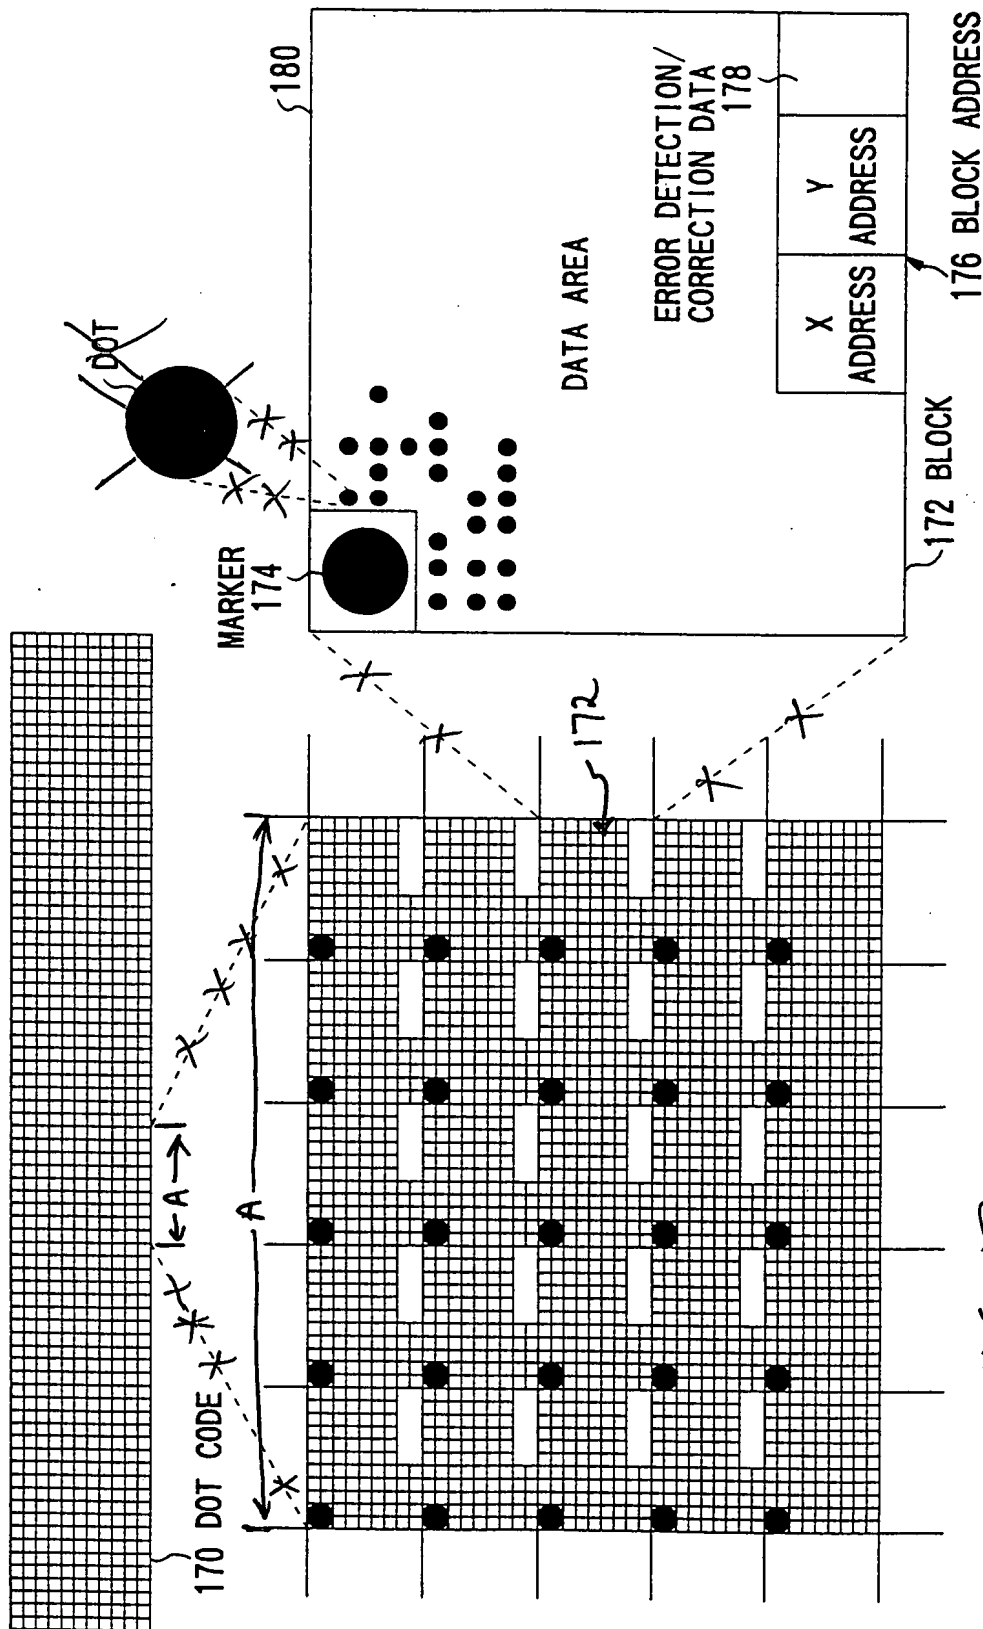 170 DOT CODE
A
A
172
MARKER
174
DOT
180
DATA AREA
ERROR DETECTION/
CORRECTION DATA
178
X
ADDRESS
Y
ADDRESS
172 BLOCK
176 BLOCK ADDRESS